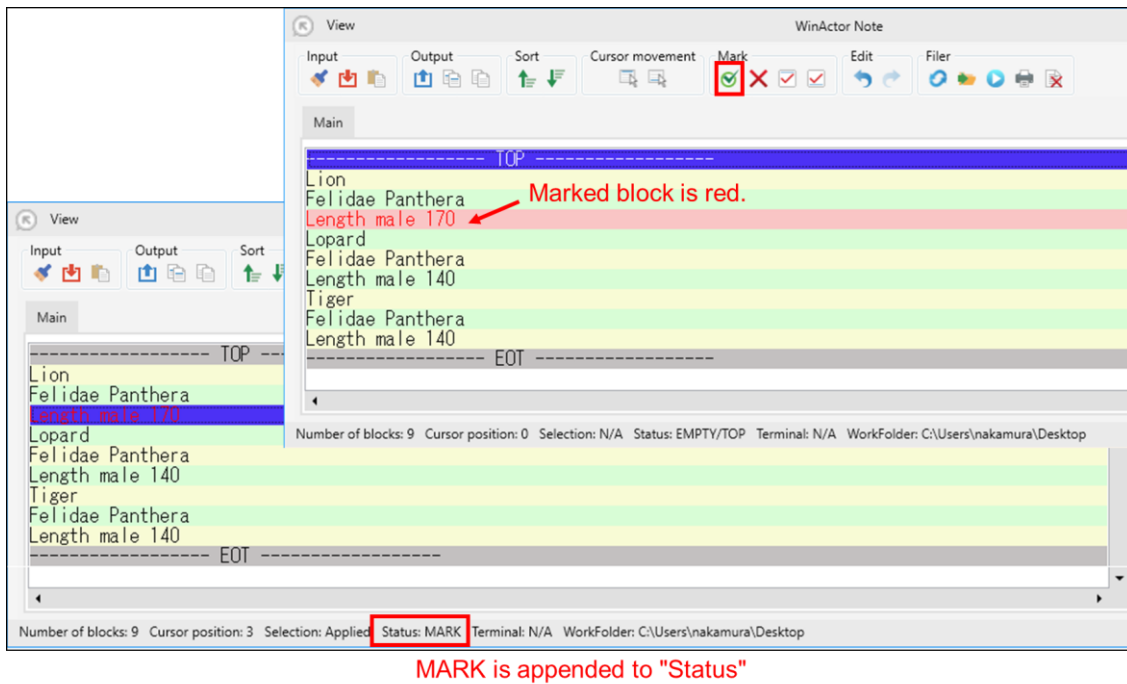 View
WinActor Note
Input
Output
Sort
Cursor movement
Mark
Edit
Filer
Main
------------------ TOP ------------------
Lion
Felidae Panthera
Length male 170
Lopard
Felidae Panthera
Length male 140
Tiger
Felidae Panthera
Length male 140
------------------ EOT ------------------
Marked block is red.
Number of blocks: 9 Cursor position: 0 Selection: N/A Status: EMPTY/TOP Terminal: N/A WorkFolder: C:\Users\nakamura\Desktop
View
Input
Output
Sort
Main
------------------ TOP ---
Lion
Felidae Panthera
Length male 170
Lopard
Felidae Panthera
Length male 140
Tiger
Felidae Panthera
Length male 140
------------------ EOT ------------------
Number of blocks: 9 Cursor position: 3 Selection: Applied Status: MARK Terminal: N/A WorkFolder: C:\Users\nakamura\Desktop
MARK is appended to "Status"